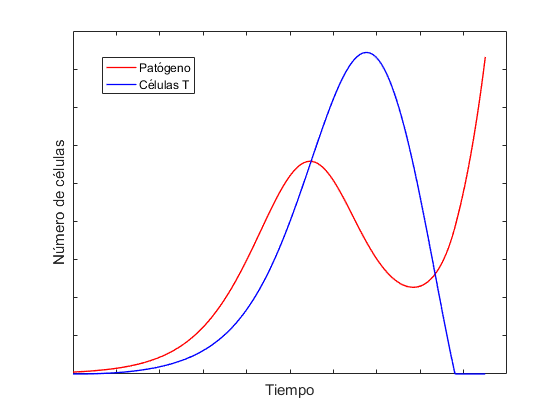 Patógeno
Células T
Número de células
Tiempo